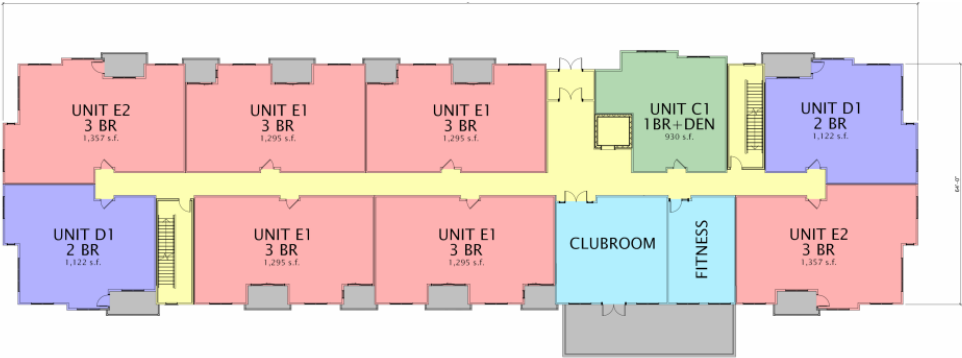 UNIT E2
3 BR
1,357 s.f.
UNIT E1
3 BR
1,295 s.f.
UNIT E1
3 BR
1,295 s.f.
UNIT C1
1BR+DEN
930 s.f.
UNIT D1
2 BR
1,122 s.f.
64'-0"
UNIT D1
2 BR
1,122 s.f.
UNIT E1
3 BR
1,295 s.f.
UNIT E1
3 BR
1,295 s.f.
CLUBROOM
FITNESS
UNIT E2
3 BR
1,357 s.f.